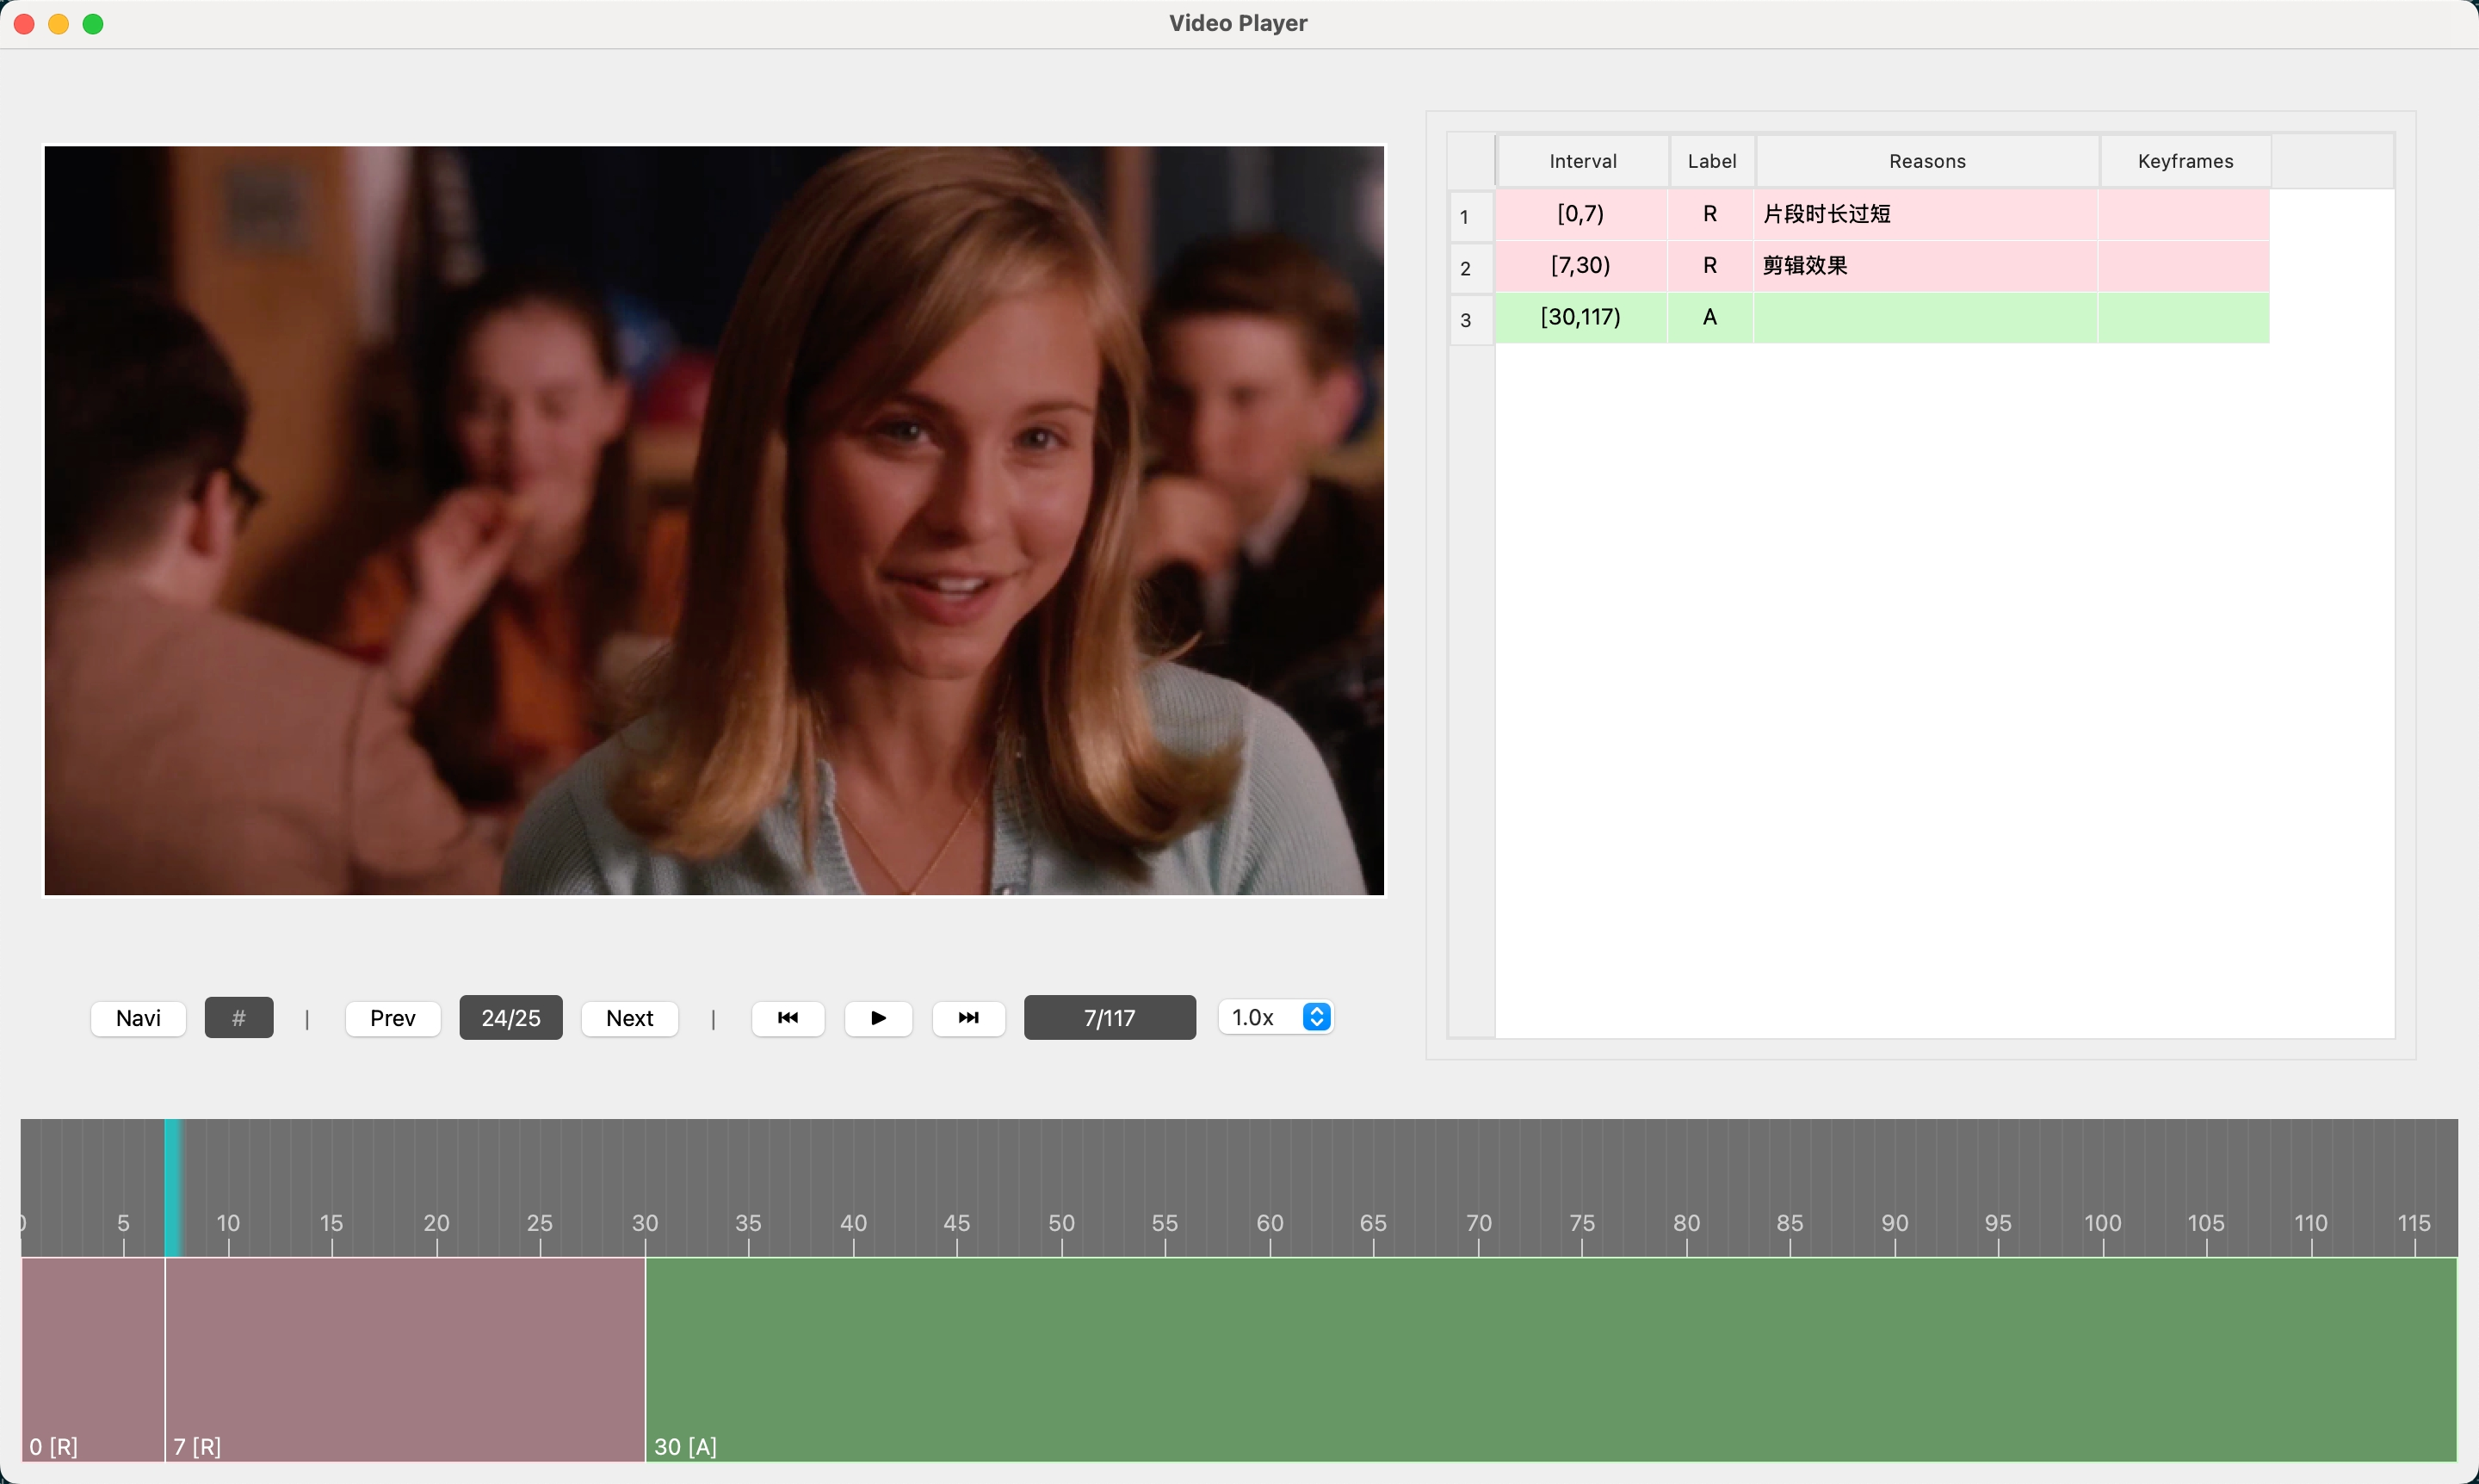 Video Player
Interval Label Reasons Keyframes
1 [0,7) R 片段时长过短
2 [7,30) R 剪辑效果
3 [30,117) A
Navi # | Prev 24/25 Next | 7/117 1.0x
0 5 10 15 20 25 30 35 40 45 50 55 60 65 70 75 80 85 90 95 100 105 110 115
0 [R] 7 [R] 30 [A]